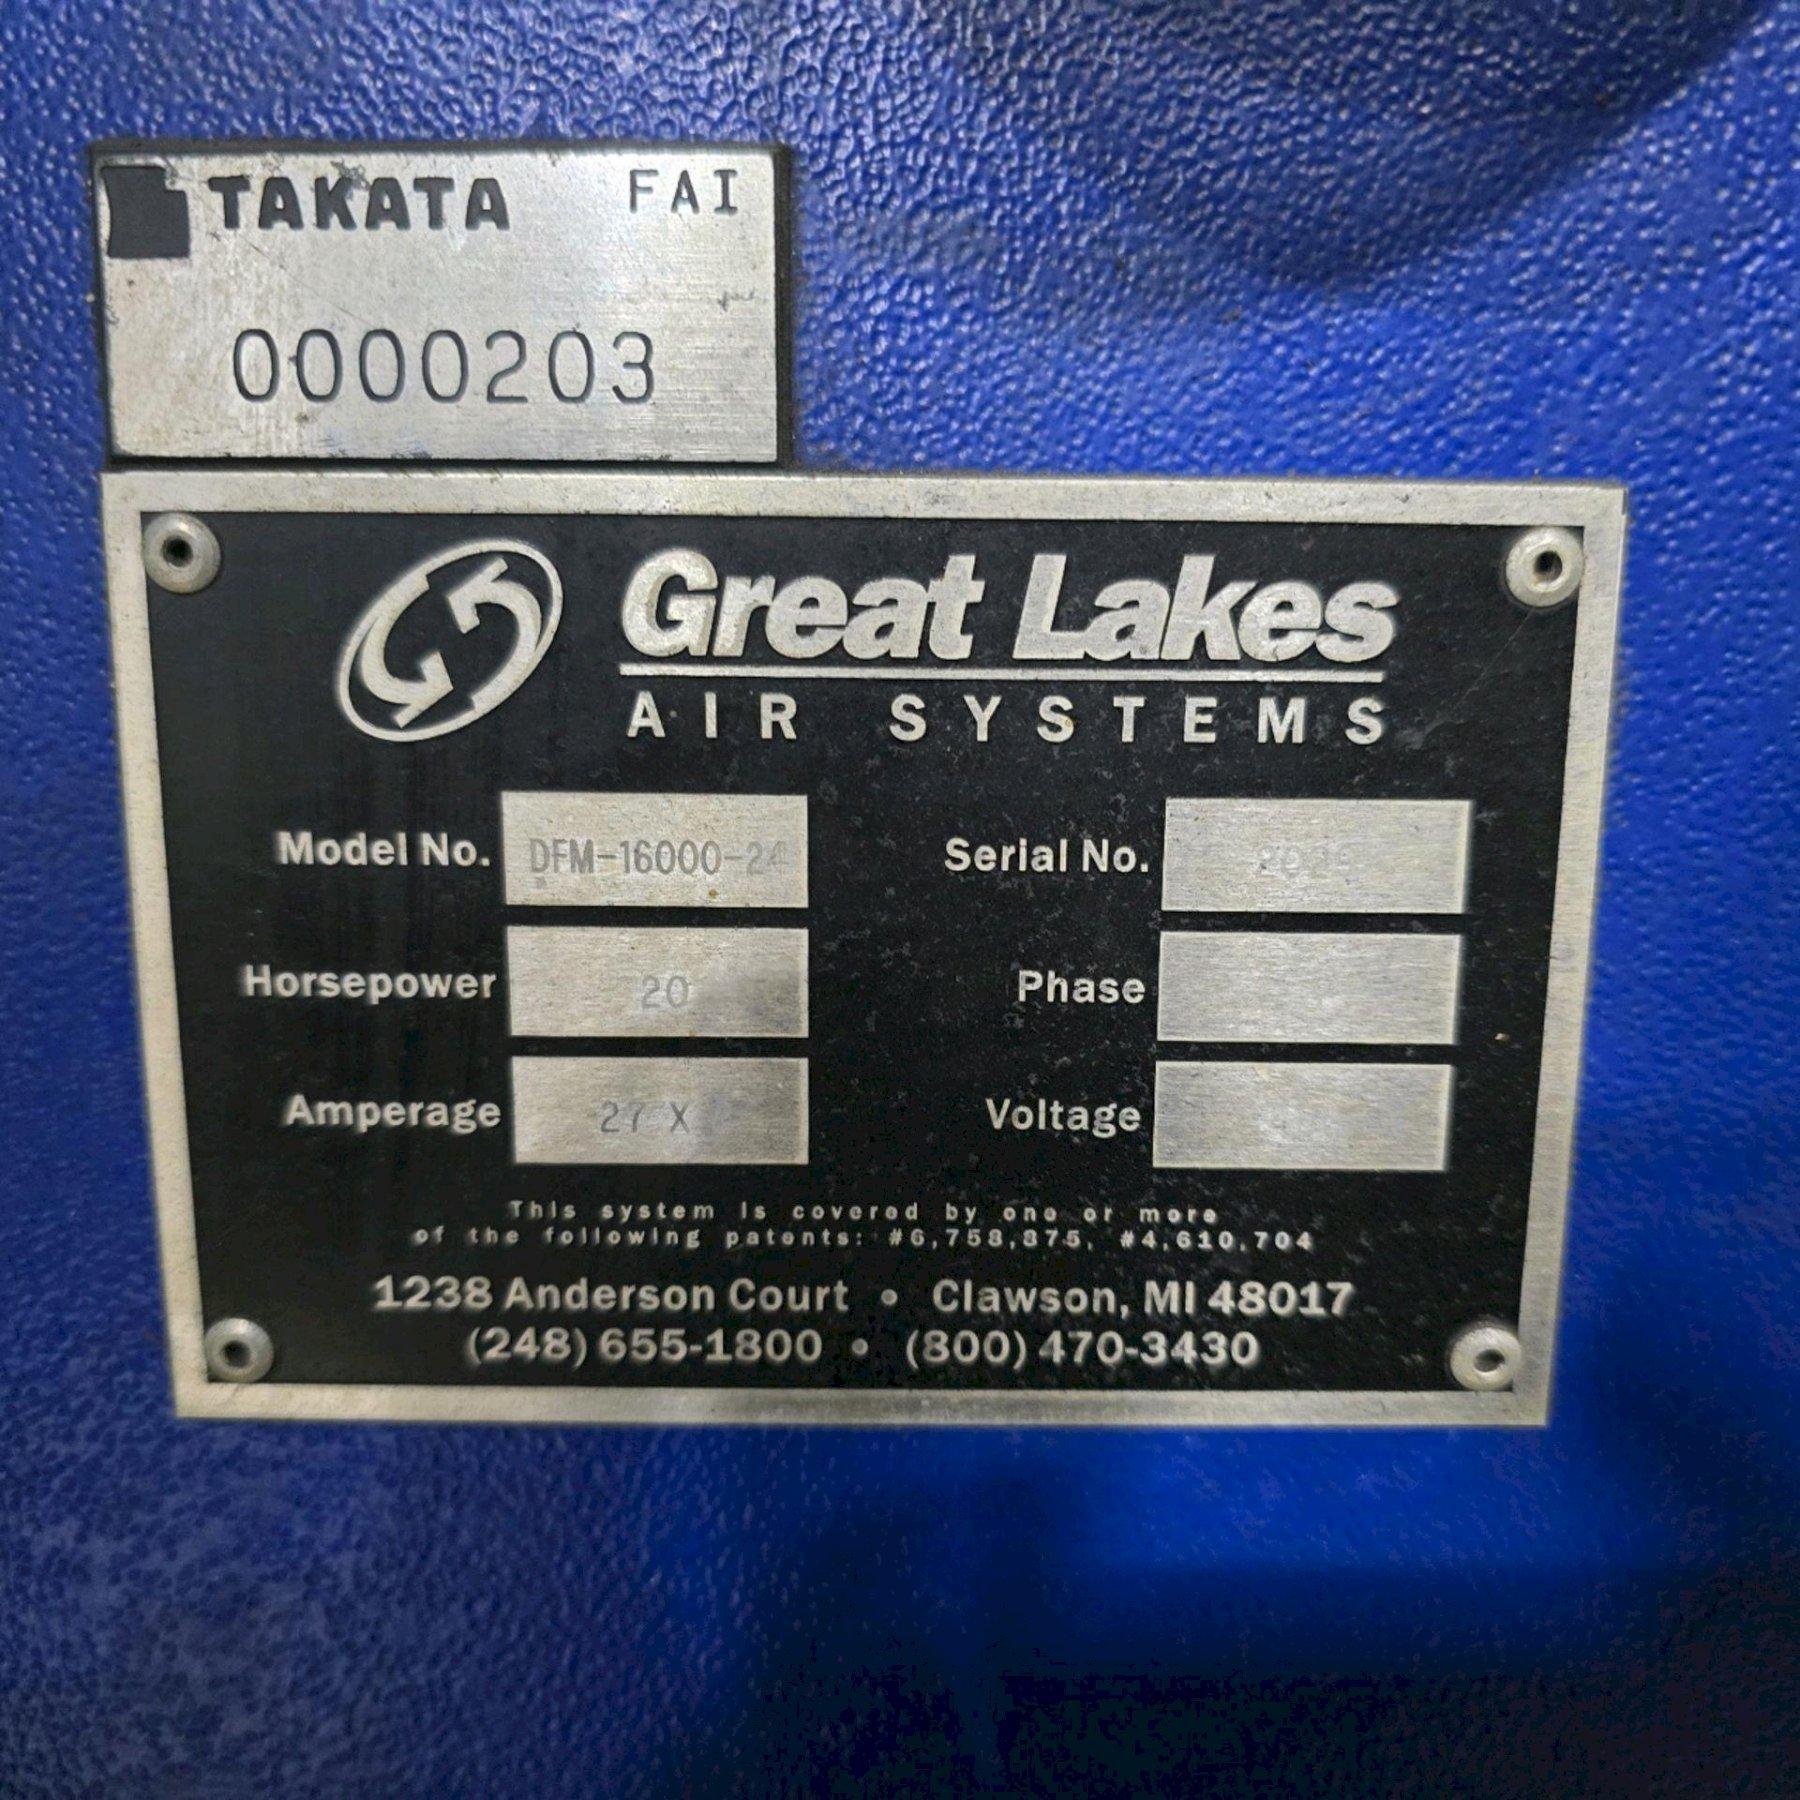 TAKATA FAI
0000203
Great Lakes
AIR SYSTEMS
Model No. DFM-16000-24
Serial No.
Horsepower 20
Phase
Amperage 27 X
Voltage
This system is covered by one or more
of the following patents: #6,758,875, #4,610,704
1238 Anderson Court • Clawson, MI 48017
(248) 655-1800 • (800) 470-3430